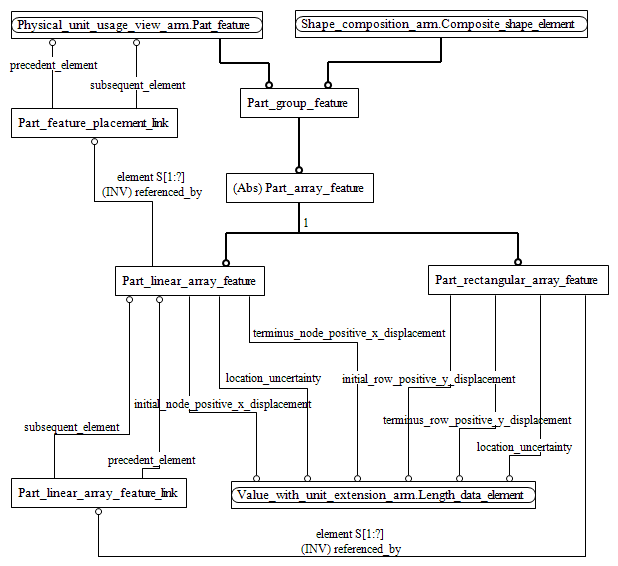 Physical_unit_usage_view_arm.Part_feature
Shape_composition_arm.Composite_shape_element
precedent_element
subsequent_element
Part_group_feature
Part_feature_placement_link
element S[1:?]
(INV) referenced_by
(Abs) Part_array_feature
1
Part_linear_array_feature
Part_rectangular_array_feature
terminus_node_positive_x_displacement
location_uncertainty
initial_row_positive_y_displacement
initial_node_positive_x_displacement
terminus_row_positive_y_displacement
subsequent_element
location_uncertainty
precedent_element
Part_linear_array_feature_link
Value_with_unit_extension_arm.Length_data_element
element S[1:?]
(INV) referenced_by